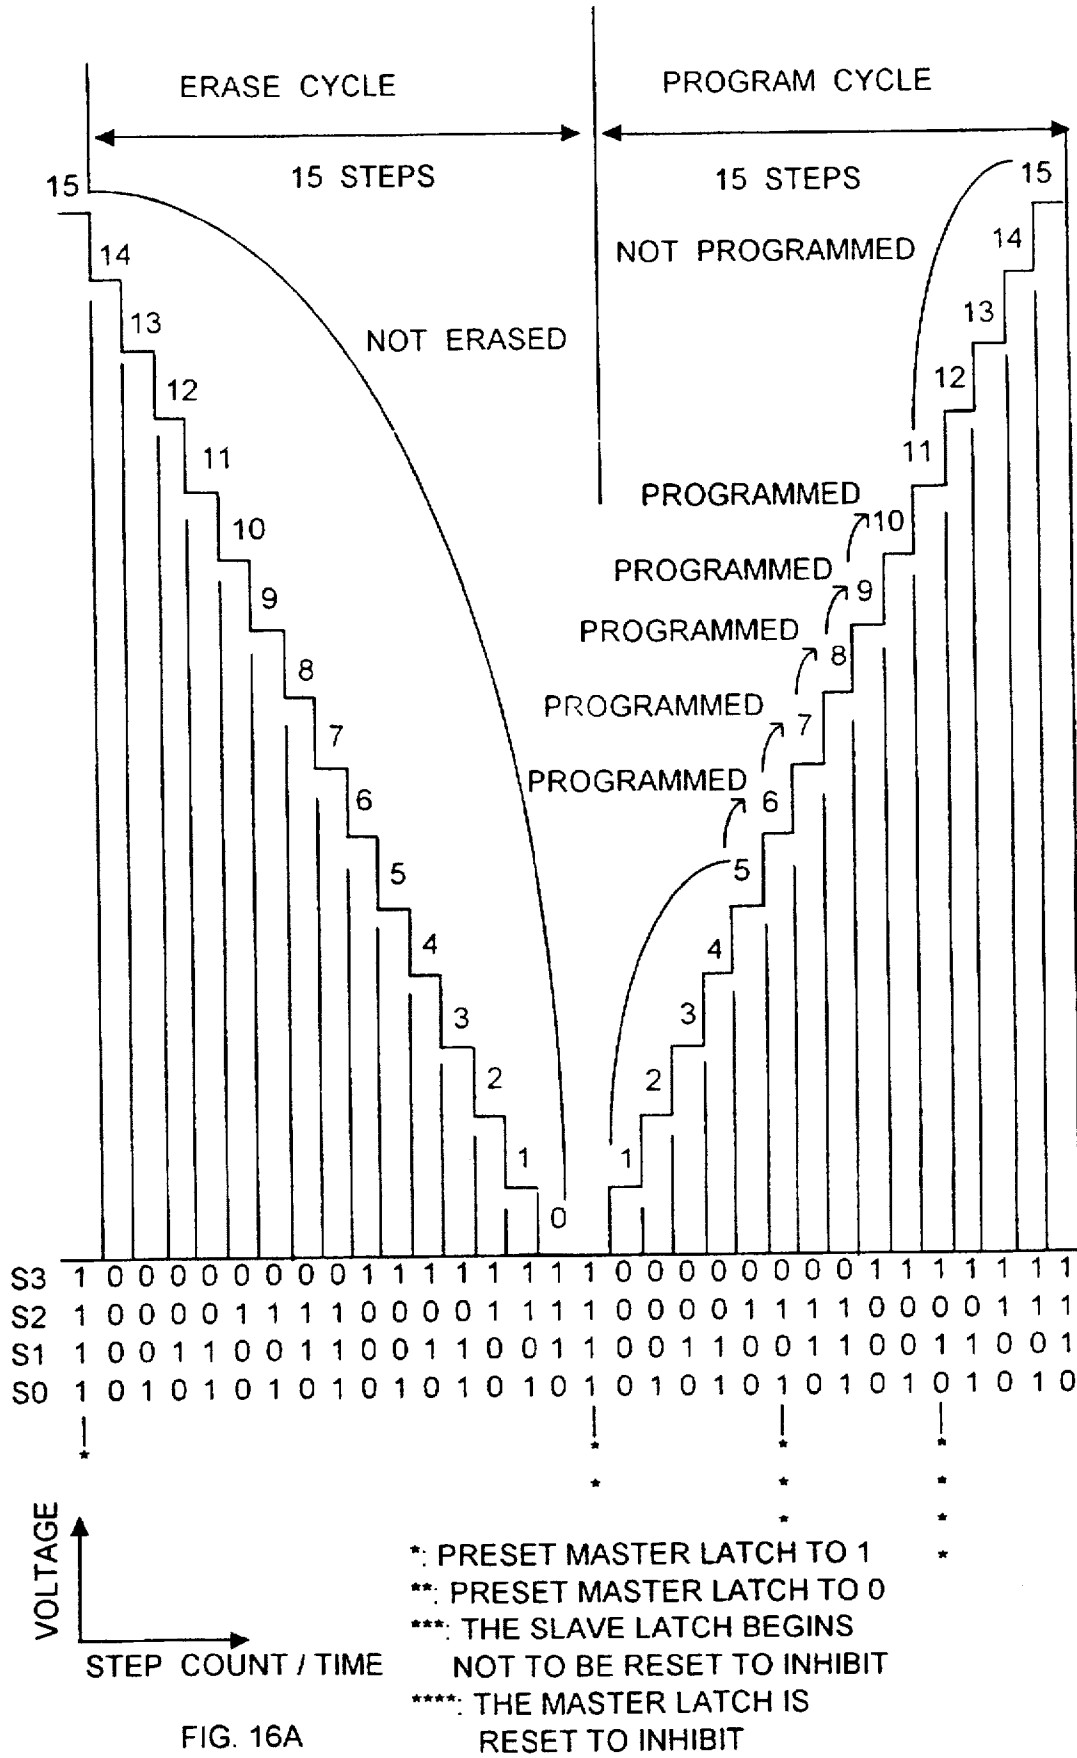 ERASE CYCLE
PROGRAM CYCLE
15 STEPS
15 STEPS
15
15
14
NOT PROGRAMMED
14
13
NOT ERASED
13
12
12
11
11
10
PROGRAMMED
10
9
PROGRAMMED
9
8
PROGRAMMED
8
7
PROGRAMMED
7
6
PROGRAMMED
6
5
5
4
4
3
3
2
2
1
1
0
S3 1 0 0 0 0 0 0 0 0 1 1 1 1 1 1 1 1 0 0 0 0 0 0 0 0 1 1 1 1 1 1 1
S2 1 0 0 0 0 1 1 1 1 0 0 0 0 1 1 1 1 0 0 0 0 1 1 1 1 0 0 0 0 1 1 1
S1 1 0 0 1 1 0 0 1 1 0 0 1 1 0 0 1 1 0 0 1 1 0 0 1 1 0 0 1 1 0 0 1
S0 1 0 1 0 1 0 1 0 1 0 1 0 1 0 1 0 1 0 1 0 1 0 1 0 1 0 1 0 1 0 1 0
*
* *
* * *
* * * *
VOLTAGE
STEP COUNT / TIME
*: PRESET MASTER LATCH TO 1
**: PRESET MASTER LATCH TO 0
***: THE SLAVE LATCH BEGINS
NOT TO BE RESET TO INHIBIT
****: THE MASTER LATCH IS
RESET TO INHIBIT
FIG. 16A